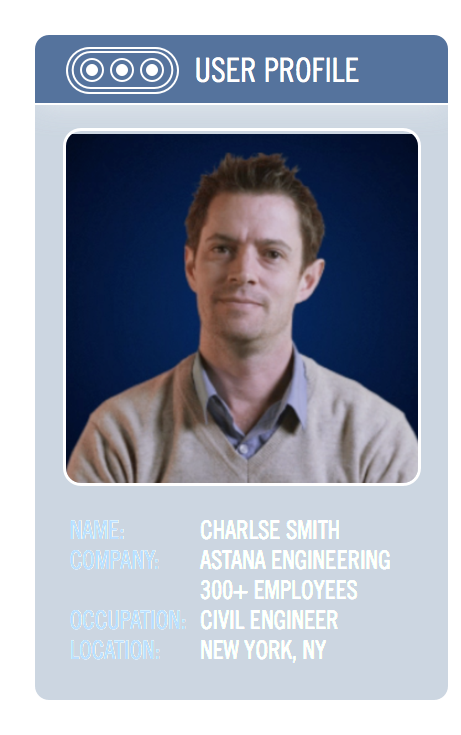 USER PROFILE
NAME: CHARLSE SMITH
COMPANY: ASTANA ENGINEERING
300+ EMPLOYEES
OCCUPATION: CIVIL ENGINEER
LOCATION: NEW YORK, NY